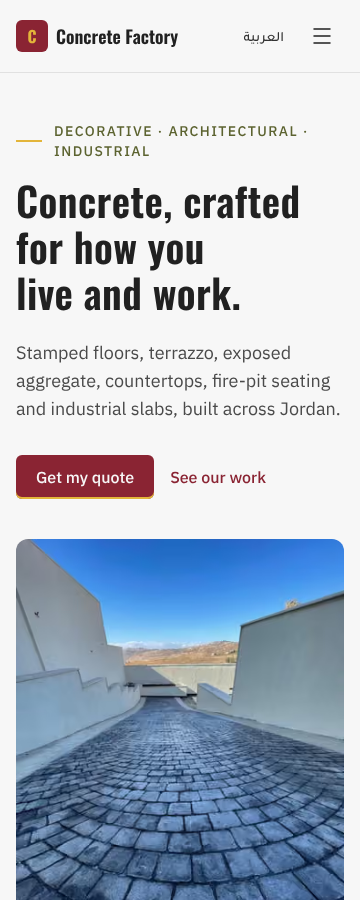 C
Concrete Factory
العربية
DECORATIVE · ARCHITECTURAL ·
INDUSTRIAL
Concrete, crafted
for how you
live and work.
Stamped floors, terrazzo, exposed
aggregate, countertops, fire-pit seating
and industrial slabs, built across Jordan.
Get my quote
See our work